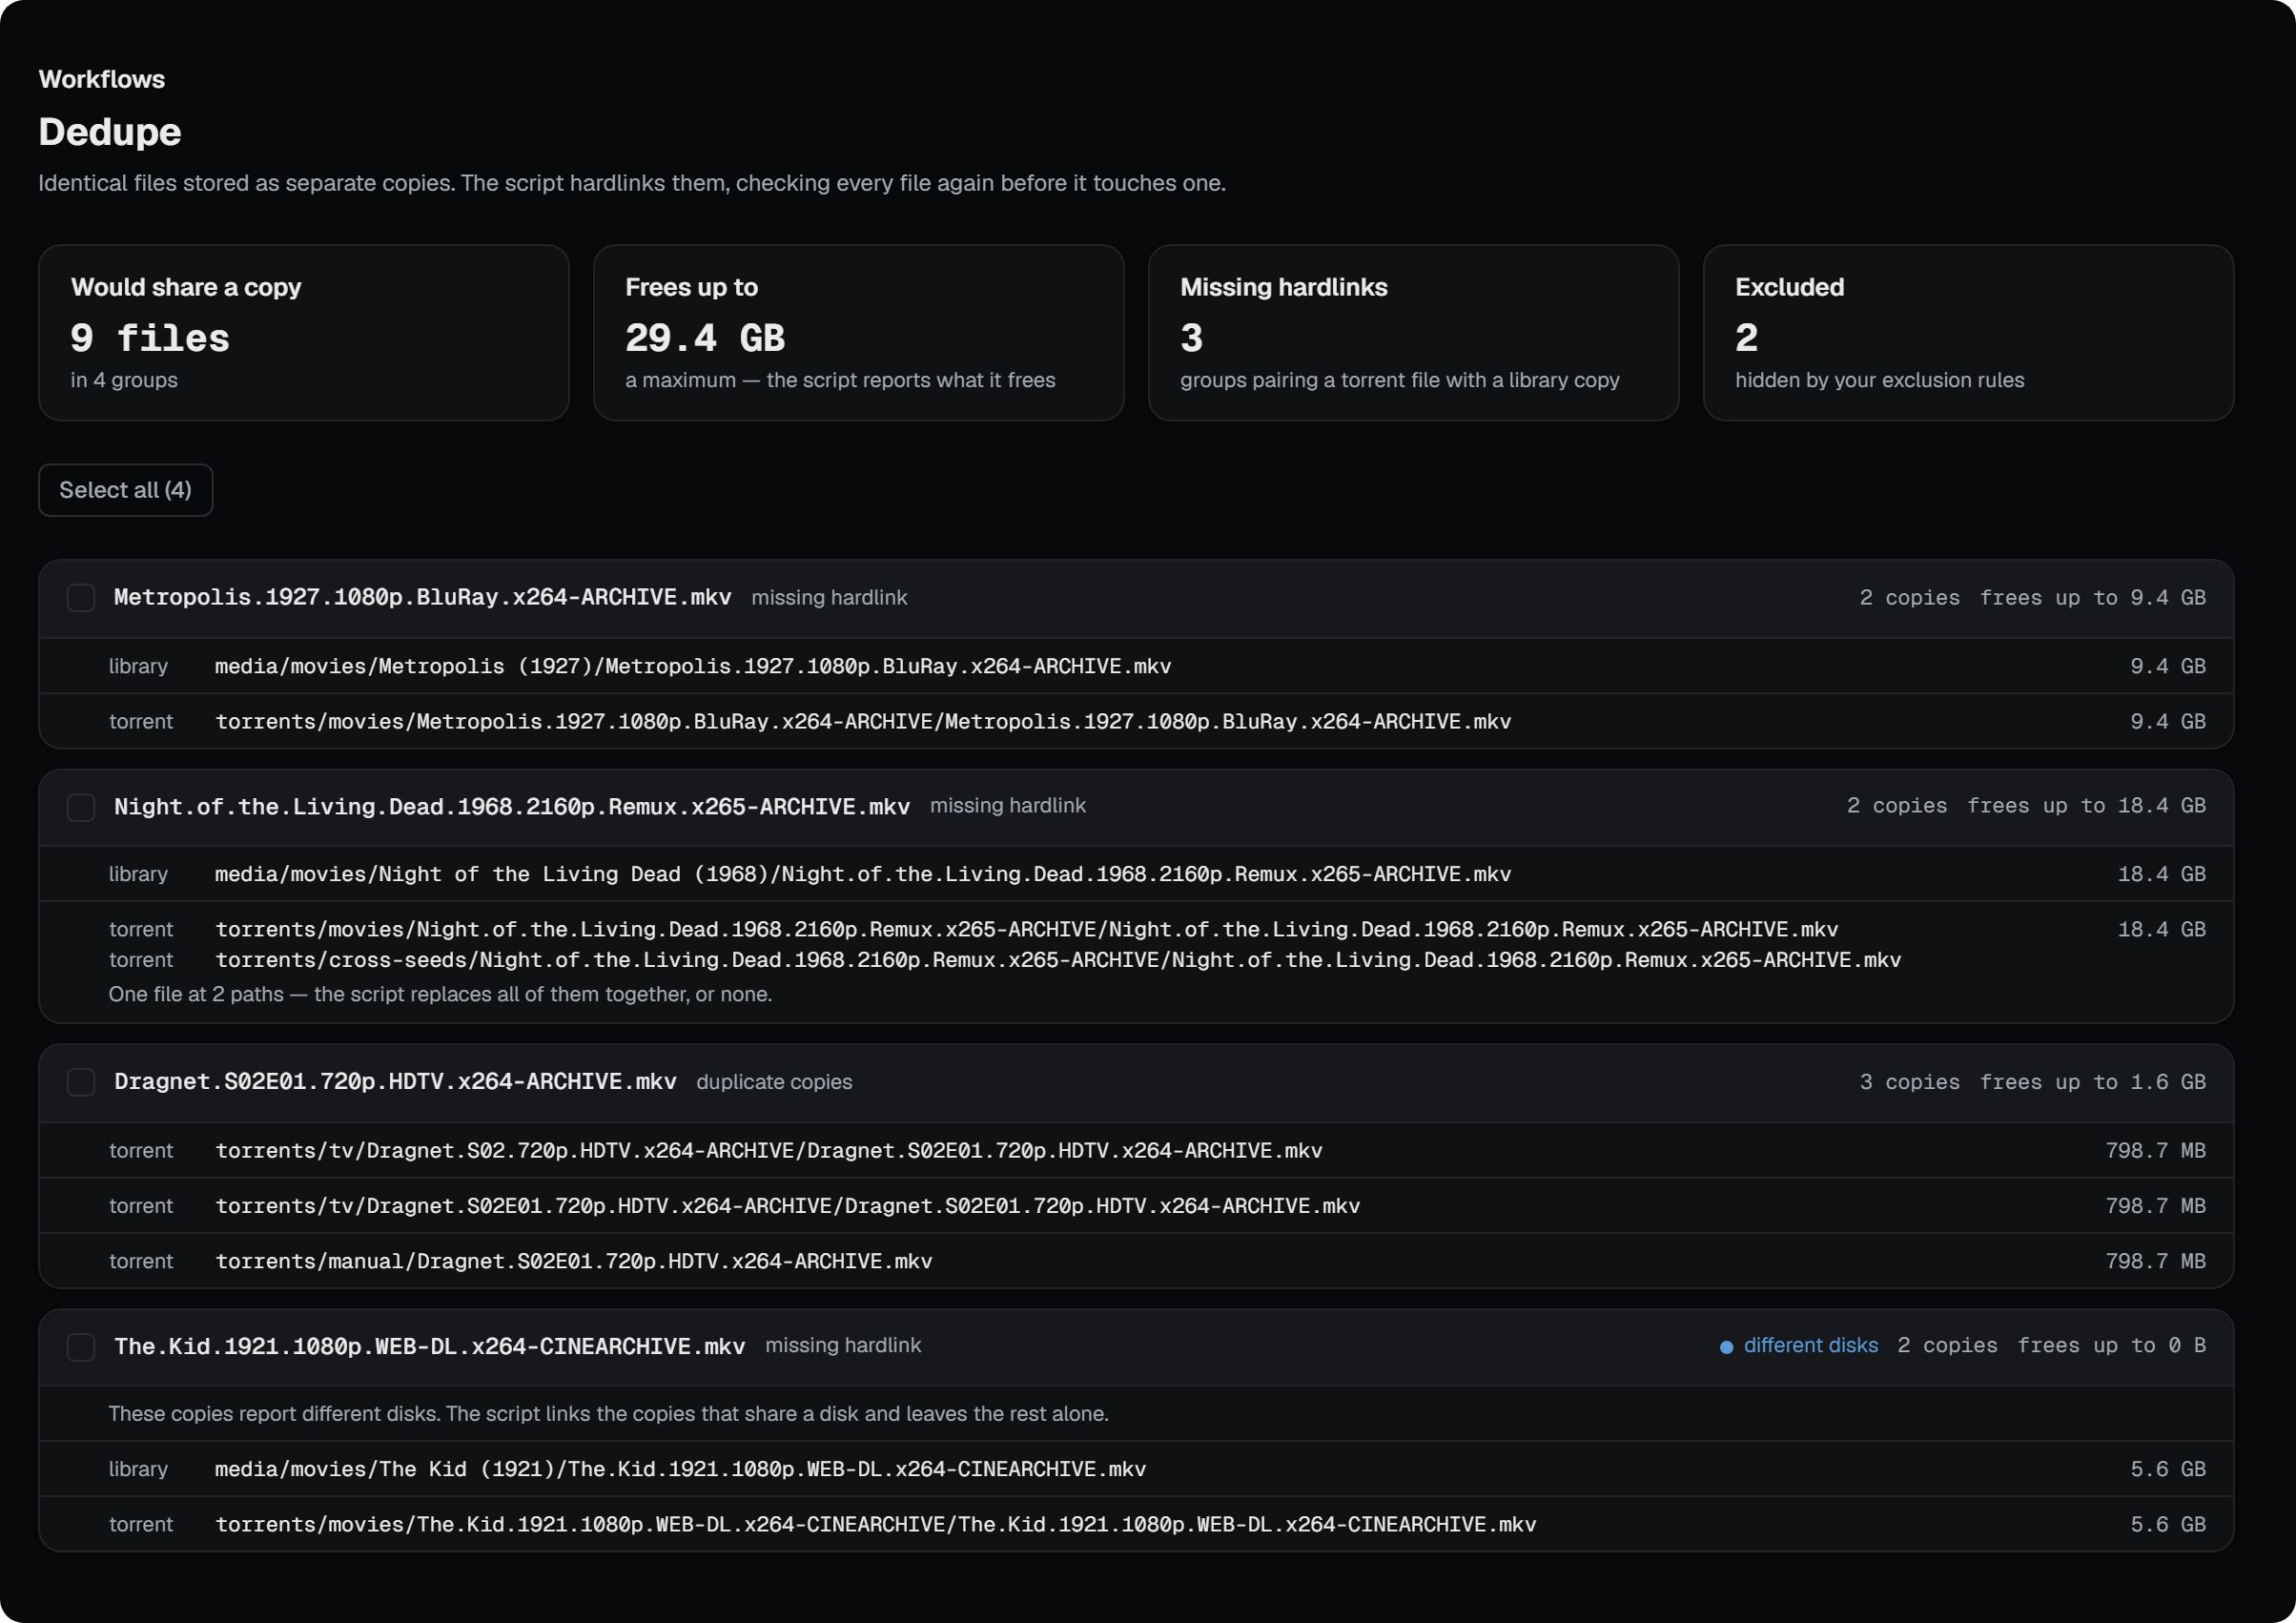 Workflows
Dedupe
Identical files stored as separate copies. The script hardlinks them, checking every file again before it touches one.
Would share a copy
9 files
in 4 groups
Frees up to
29.4 GB
a maximum — the script reports what it frees
Missing hardlinks
3
groups pairing a torrent file with a library copy
Excluded
2
hidden by your exclusion rules
Select all (4)
Metropolis.1927.1080p.BluRay.x264-ARCHIVE.mkv missing hardlink 2 copies frees up to 9.4 GB
library media/movies/Metropolis (1927)/Metropolis.1927.1080p.BluRay.x264-ARCHIVE.mkv 9.4 GB
torrent torrents/movies/Metropolis.1927.1080p.BluRay.x264-ARCHIVE/Metropolis.1927.1080p.BluRay.x264-ARCHIVE.mkv 9.4 GB
Night.of.the.Living.Dead.1968.2160p.Remux.x265-ARCHIVE.mkv missing hardlink 2 copies frees up to 18.4 GB
library media/movies/Night of the Living Dead (1968)/Night.of.the.Living.Dead.1968.2160p.Remux.x265-ARCHIVE.mkv 18.4 GB
torrent torrents/movies/Night.of.the.Living.Dead.1968.2160p.Remux.x265-ARCHIVE/Night.of.the.Living.Dead.1968.2160p.Remux.x265-ARCHIVE.mkv 18.4 GB
torrent torrents/cross-seeds/Night.of.the.Living.Dead.1968.2160p.Remux.x265-ARCHIVE/Night.of.the.Living.Dead.1968.2160p.Remux.x265-ARCHIVE.mkv
One file at 2 paths — the script replaces all of them together, or none.
Dragnet.S02E01.720p.HDTV.x264-ARCHIVE.mkv duplicate copies 3 copies frees up to 1.6 GB
torrent torrents/tv/Dragnet.S02.720p.HDTV.x264-ARCHIVE/Dragnet.S02E01.720p.HDTV.x264-ARCHIVE.mkv 798.7 MB
torrent torrents/tv/Dragnet.S02E01.720p.HDTV.x264-ARCHIVE/Dragnet.S02E01.720p.HDTV.x264-ARCHIVE.mkv 798.7 MB
torrent torrents/manual/Dragnet.S02E01.720p.HDTV.x264-ARCHIVE.mkv 798.7 MB
The.Kid.1921.1080p.WEB-DL.x264-CINEARCHIVE.mkv missing hardlink different disks 2 copies frees up to 0 B
These copies report different disks. The script links the copies that share a disk and leaves the rest alone.
library media/movies/The Kid (1921)/The.Kid.1921.1080p.WEB-DL.x264-CINEARCHIVE.mkv 5.6 GB
torrent torrents/movies/The.Kid.1921.1080p.WEB-DL.x264-CINEARCHIVE/The.Kid.1921.1080p.WEB-DL.x264-CINEARCHIVE.mkv 5.6 GB